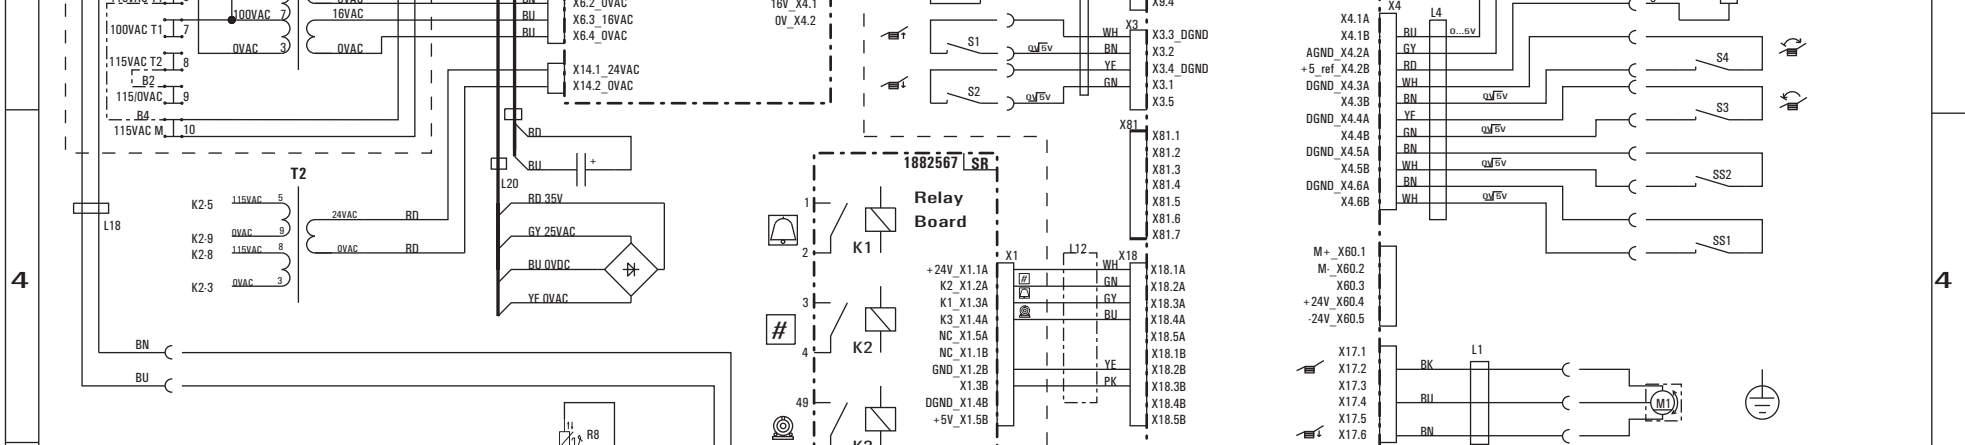 100VAC 7
16VAC
100VAC T1 7
0VAC 3 0VAC
115VAC T2 8
B2
115/0VAC 9
B4
115VAC M 10
BU
BU
X6.2_0VAC
X6.3_16VAC
X6.4_0VAC
X14.1_24VAC
X14.2_0VAC
16V_X4.1
0V_X4.2
T2
K2-5 115VAC 5
K2-9 0VAC 9
K2-8 115VAC 8
K2-3 0VAC 3
24VAC RD
0VAC RD
L18
4
BN
BU
RD
BU +
L20
RD 35V
GY 25VAC
BU 0VDC
YE 0VAC
R8
1882567 SR
Relay
Board
1
2
K1
3
#
4
K2
49
X1
+24V_X1.1A
K2_X1.2A
K1_X1.3A
K3_X1.4A
NC_X1.5A
NC_X1.1B
GND_X1.2B
X1.3B
DGND_X1.4B
+5V_X1.5B
#
L12
WH
GN
GY
BU
YE
PK
X18
X18.1A
X18.2A
X18.3A
X18.4A
X18.5A
X18.1B
X18.2B
X18.3B
X18.4B
X18.5B
X9.4
X3
S1
0V 5V
S2
0V 5V
WH X3.3_DGND
BN X3.2
YE X3.4_DGND
GN X3.1
X3.5
X81
X81.1
X81.2
X81.3
X81.4
X81.5
X81.6
X81.7
X4
L4
X4.1A
X4.1B BU 0...5V
AGND_X4.2A GY
+5_ref_X4.2B RD
DGND_X4.3A WH
X4.3B BN 0V 5V
DGND_X4.4A YE
X4.4B GN 0V 5V
DGND_X4.5A BN
X4.5B WH 0V 5V
DGND_X4.6A BN
X4.6B WH 0V 5V
S4
S3
SS2
SS1
M+_X60.1
M-_X60.2
X60.3
+24V_X60.4
-24V_X60.5
X17.1 L1
X17.2 BK
X17.3
X17.4 BU M1
X17.5
X17.6 BN
4